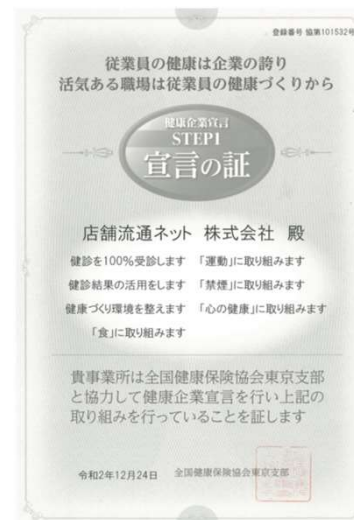 登録番号 協第101532号
従業員の健康は企業の誇り
活気ある職場は従業員の健康づくりから
健康企業宣言
STEP1
宣言の証
店舗流通ネット 株式会社 殿
健診を100%受診します 「運動」に取り組みます
健診結果の活用をします 「禁煙」に取り組みます
健康づくり環境を整えます 「心の健康」に取り組みます
「食」に取り組みます
貴事業所は全国健康保険協会東京支部
と協力して健康企業宣言を行い上記の
取り組みを行っていることを証します
令和2年12月24日 全国健康保険協会東京支部